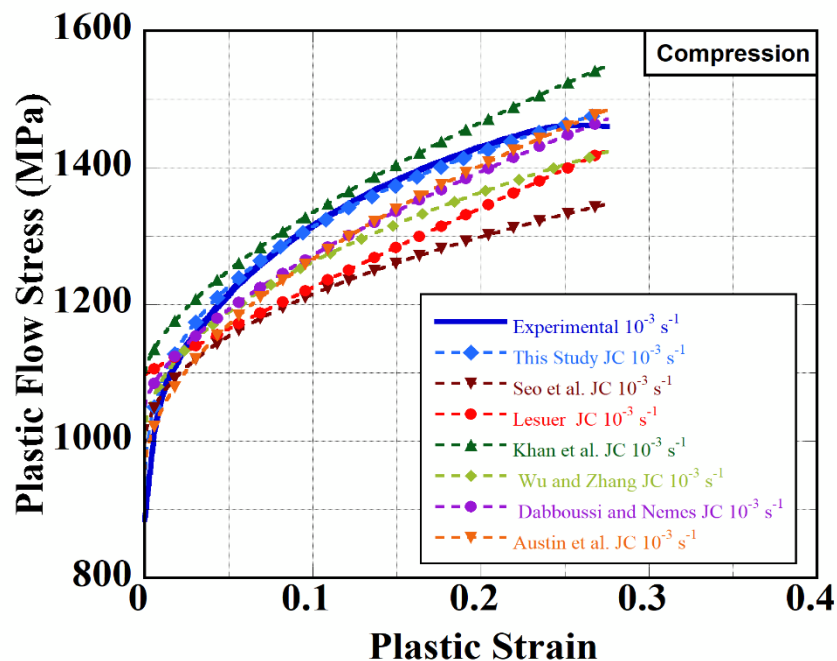 1600
Compression
1400
1200
1000
800
Plastic Flow Stress (MPa)
Experimental 10⁻³ s⁻¹
This Study JC 10⁻³ s⁻¹
Seo et al. JC 10⁻³ s⁻¹
Lesuer JC 10⁻³ s⁻¹
Khan et al. JC 10⁻³ s⁻¹
Wu and Zhang JC 10⁻³ s⁻¹
Dabboussi and Nemes JC 10⁻³ s⁻¹
Austin et al. JC 10⁻³ s⁻¹
0 0.1 0.2 0.3 0.4
Plastic Strain